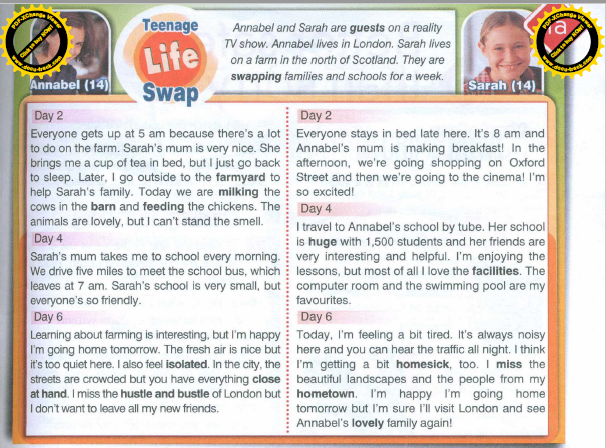 Teenage
Life
Swap
Annabel (14)
Annabel and Sarah are guests on a reality
TV show. Annabel lives in London. Sarah lives
on a farm in the north of Scotland. They are
swapping families and schools for a week.
Sarah (14)
Day 2
Everyone gets up at 5 am because there's a lot
to do on the farm. Sarah's mum is very nice. She
brings me a cup of tea in bed, but I just go back
to sleep. Later, I go outside to the farmyard to
help Sarah's family. Today we are milking the
cows in the barn and feeding the chickens. The
animals are lovely, but I can't stand the smell.
Day 4
Sarah's mum takes me to school every morning.
We drive five miles to meet the school bus, which
leaves at 7 am. Sarah's school is very small, but
everyone's so friendly.
Day 6
Learning about farming is interesting, but I'm happy
I'm going home tomorrow. The fresh air is nice but
it's too quiet here. I also feel isolated. In the city, the
streets are crowded but you have everything close
at hand. I miss the hustle and bustle of London but
I don't want to leave all my new friends.
Day 2
Everyone stays in bed late here. It's 8 am and
Annabel's mum is making breakfast! In the
afternoon, we're going shopping on Oxford
Street and then we're going to the cinema! I'm
so excited!
Day 4
I travel to Annabel's school by tube. Her school
is huge with 1,500 students and her friends are
very interesting and helpful. I'm enjoying the
lessons, but most of all I love the facilities. The
computer room and the swimming pool are my
favourites.
Day 6
Today, I'm feeling a bit tired. It's always noisy
here and you can hear the traffic all night. I think
I'm getting a bit homesick, too. I miss the
beautiful landscapes and the people from my
hometown. I'm happy I'm going home
tomorrow but I'm sure I'll visit London and see
Annabel's lovely family again!
PDF-XChange Viewer
Click to buy NOW!
www.docu-track.com
PDF-XChange Viewer
Click to buy NOW!
www.docu-track.com